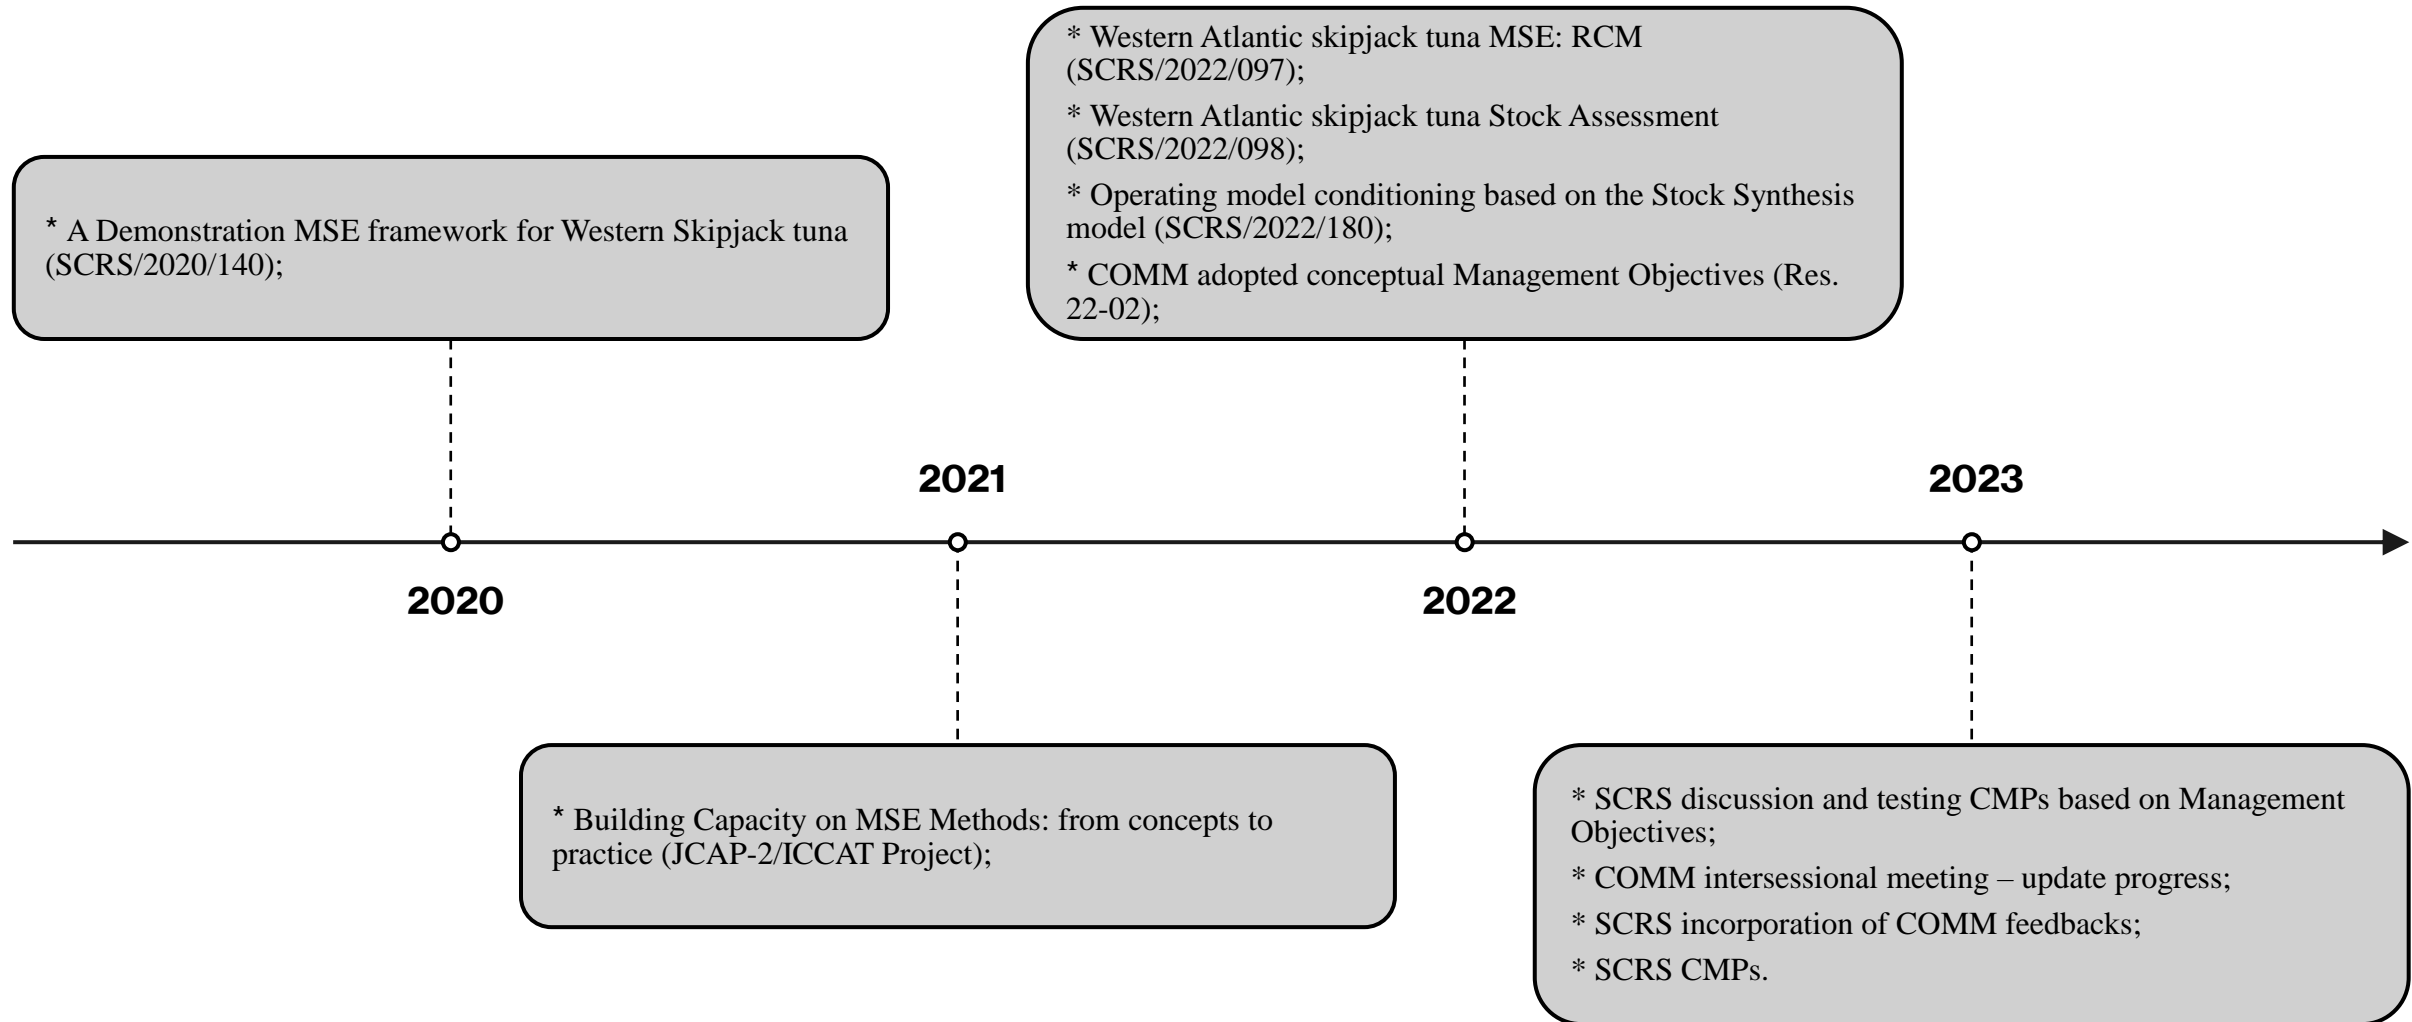 * A Demonstration MSE framework for Western Skipjack tuna
(SCRS/2020/140);
* Western Atlantic skipjack tuna MSE: RCM
(SCRS/2022/097);
* Western Atlantic skipjack tuna Stock Assessment
(SCRS/2022/098);
* Operating model conditioning based on the Stock Synthesis
model (SCRS/2022/180);
* COMM adopted conceptual Management Objectives (Res.
22-02);
2021
2023
2020
2022
* Building Capacity on MSE Methods: from concepts to
practice (JCAP-2/ICCAT Project);
* SCRS discussion and testing CMPs based on Management
Objectives;
* COMM intersessional meeting – update progress;
* SCRS incorporation of COMM feedbacks;
* SCRS CMPs.